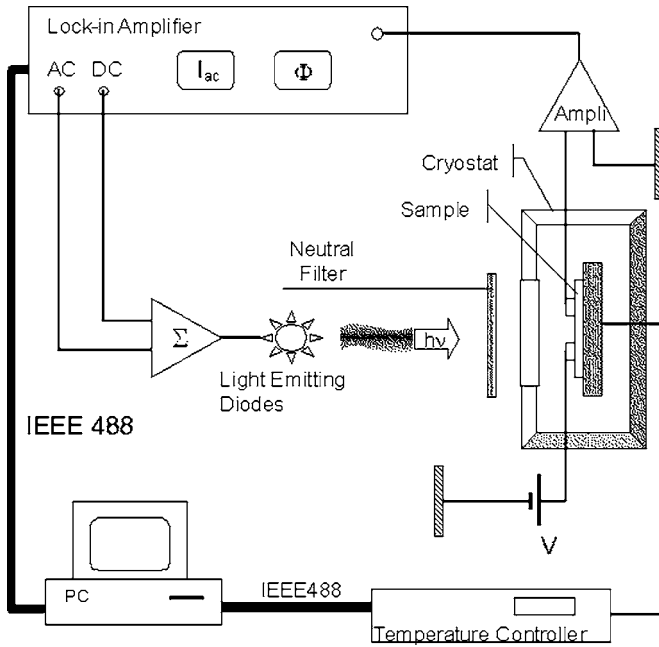 Lock-in Amplifier
AC DC
Iac
Φ
Ampli
Cryostat
Sample
Neutral
Filter
Σ
hν
Light Emitting
Diodes
IEEE 488
V
PC
IEEE488
Temperature Controller